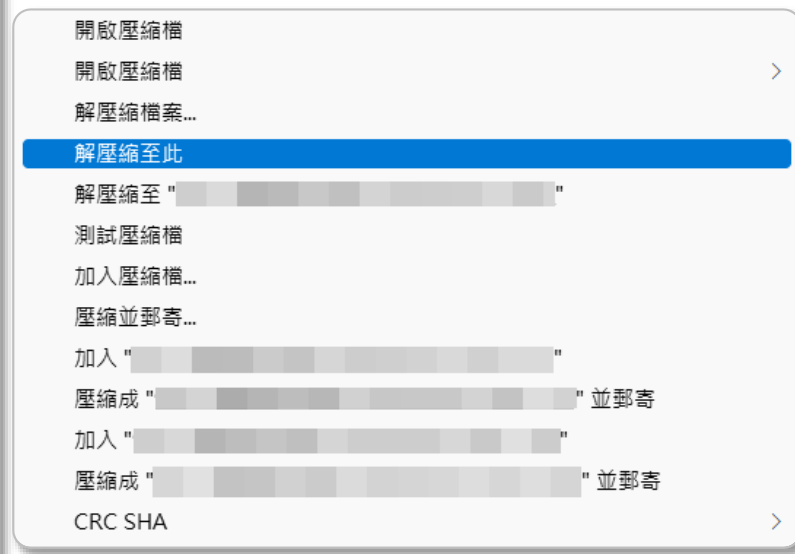 開啟壓縮檔
開啟壓縮檔
解壓縮檔案...
解壓縮至此
解壓縮至 " "
測試壓縮檔
加入壓縮檔...
壓縮並郵寄...
加入 " "
壓縮成 " " 並郵寄
加入 " "
壓縮成 " " 並郵寄
CRC SHA